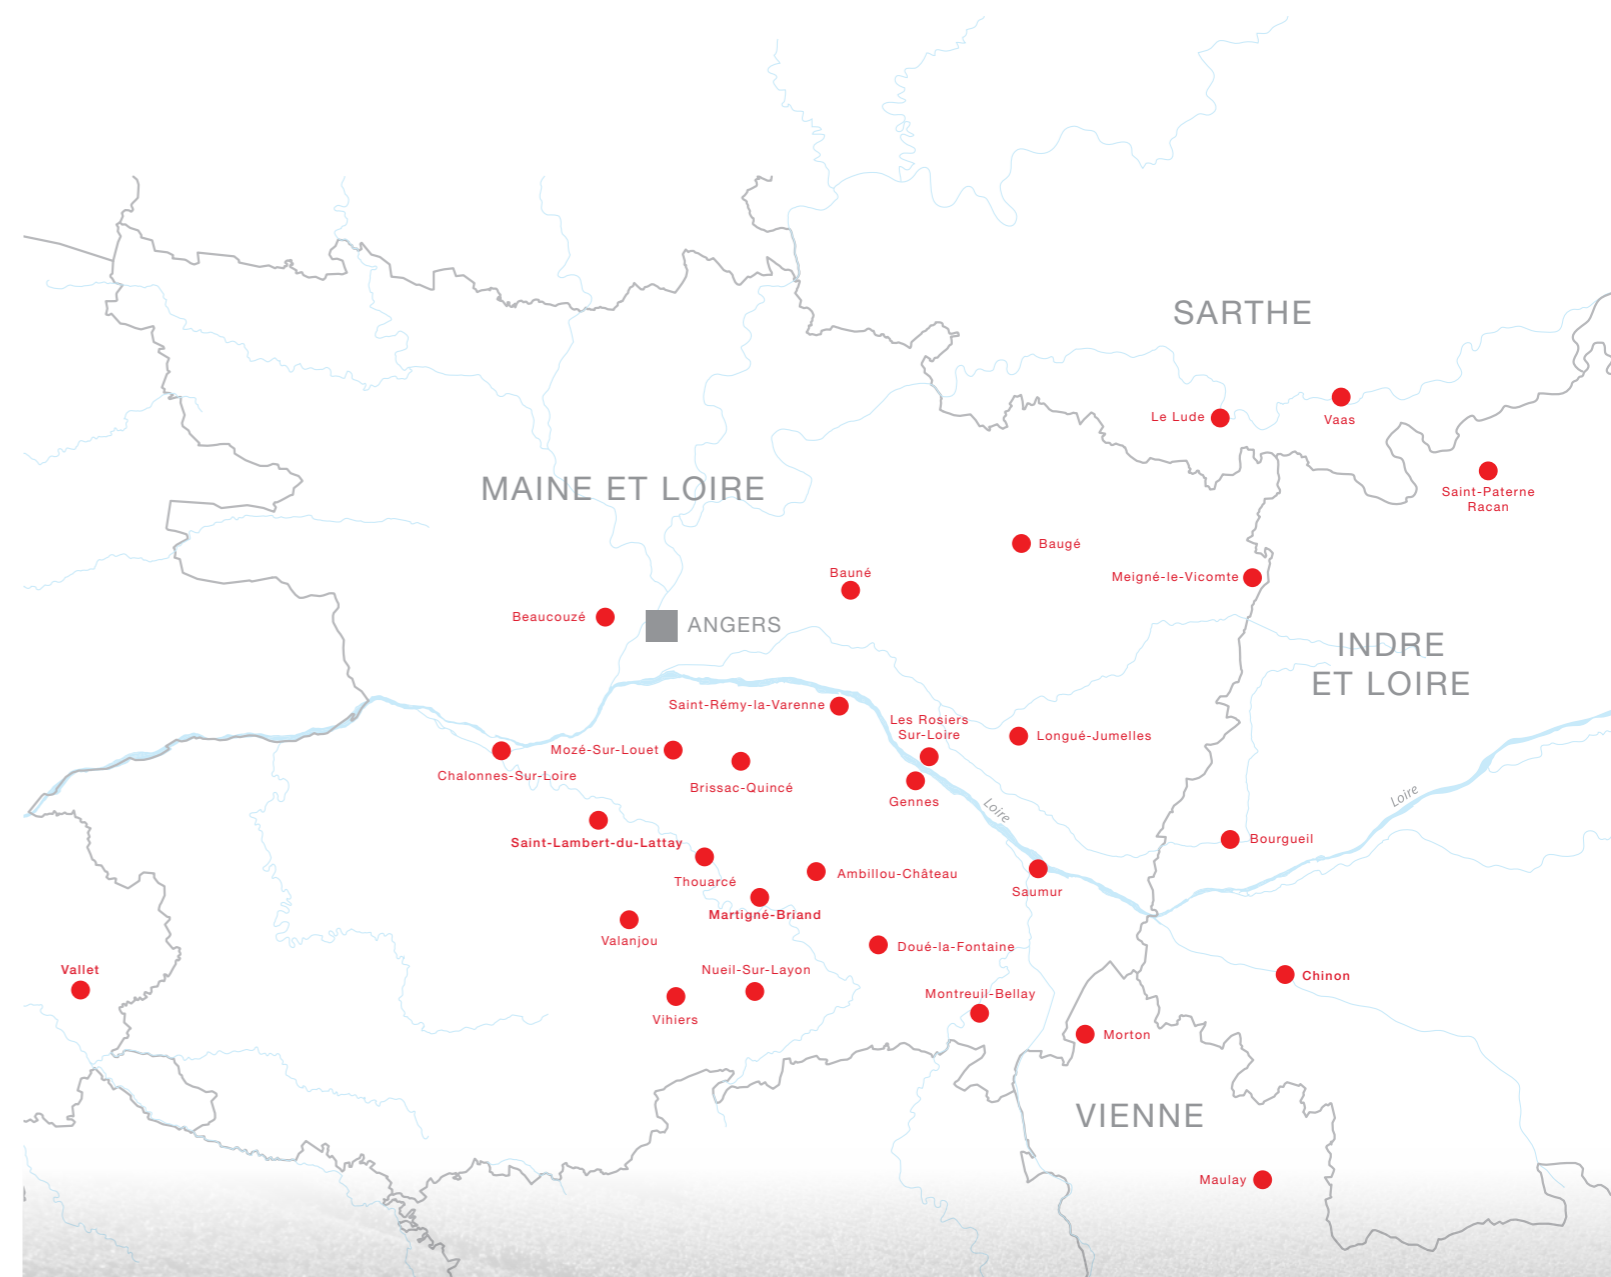 SARTHE
Le Lude
Vaas
MAINE ET LOIRE
Saint-Paterne
Racan
Baugé
Bauné
Meigné-le-Vicomte
Beaucouzé
ANGERS
INDRE
ET LOIRE
Saint-Rémy-la-Varenne
Les Rosiers
Sur-Loire
Longué-Jumelles
Mozé-Sur-Louet
Chalonnes-Sur-Loire
Brissac-Quincé
Gennes
Loire
Loire
Saint-Lambert-du-Lattay
Bourgueil
Thouarcé
Ambillou-Château
Saumur
Martigné-Briand
Valanjou
Doué-la-Fontaine
Vallet
Nueil-Sur-Layon
Chinon
Montreuil-Bellay
Vihiers
Morton
VIENNE
Maulay